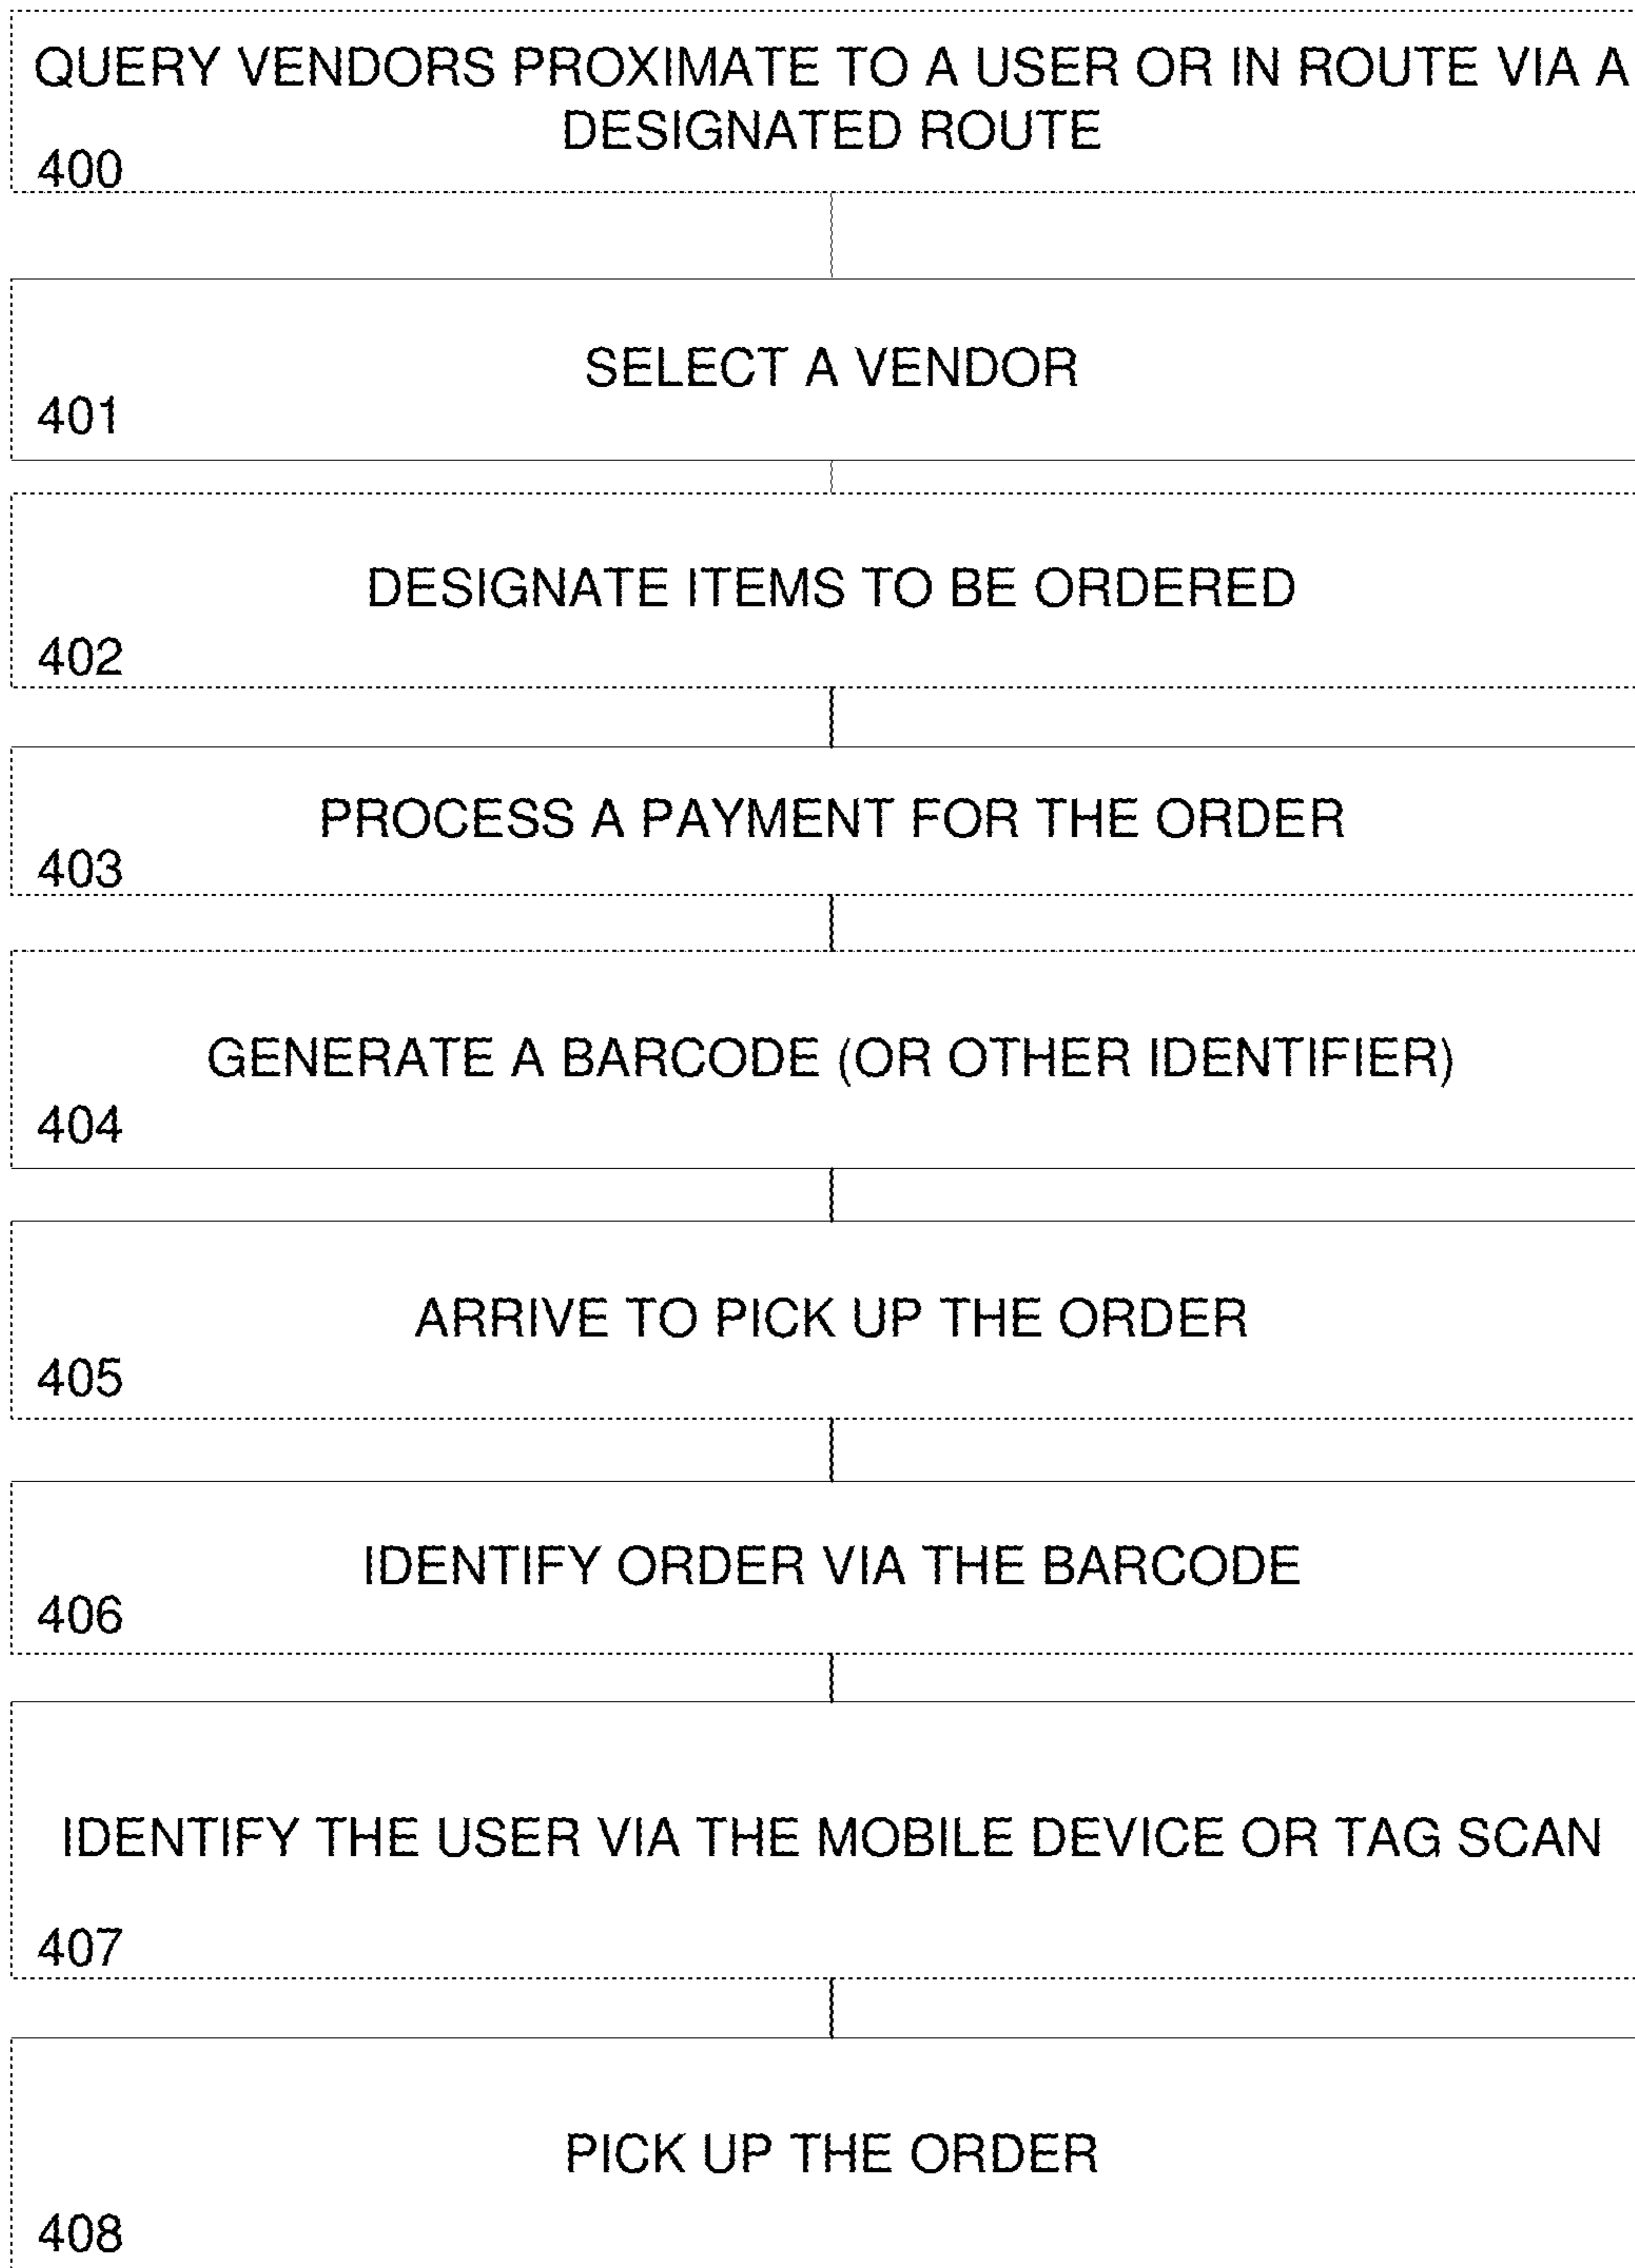 QUERY VENDORS PROXIMATE TO A USER OR IN ROUTE VIA A
DESIGNATED ROUTE
400
SELECT A VENDOR
401
DESIGNATE ITEMS TO BE ORDERED
402
PROCESS A PAYMENT FOR THE ORDER
403
GENERATE A BARCODE (OR OTHER IDENTIFIER)
404
ARRIVE TO PICK UP THE ORDER
405
IDENTIFY ORDER VIA THE BARCODE
406
IDENTIFY THE USER VIA THE MOBILE DEVICE OR TAG SCAN
407
PICK UP THE ORDER
408